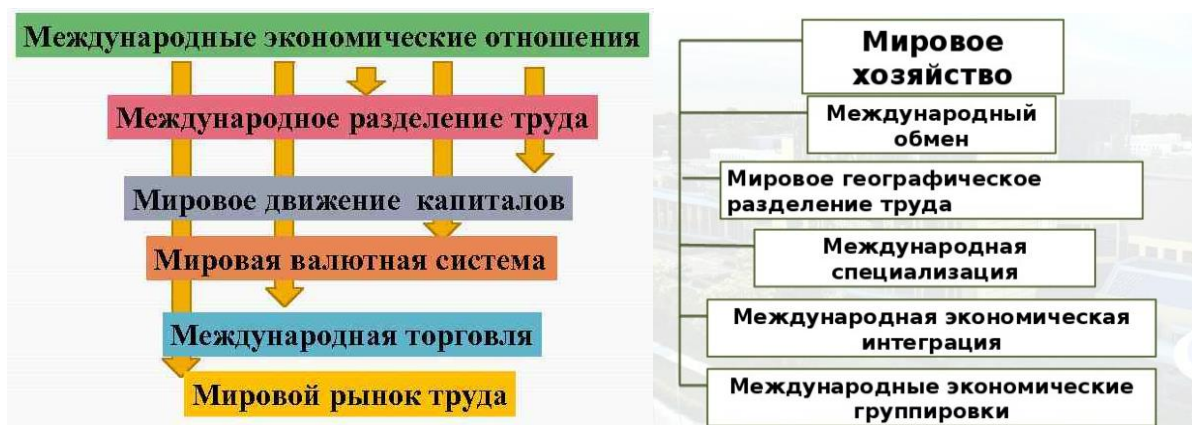 Международные экономические отношения
Международное разделение труда
Мировое движение капиталов
Мировая валютная система
Международная торговля
Мировой рынок труда
Мировое
хозяйство
Международный
обмен
Мировое географическое
разделение труда
Международная
специализация
Международная экономическая
интеграция
Международные экономические
группировки